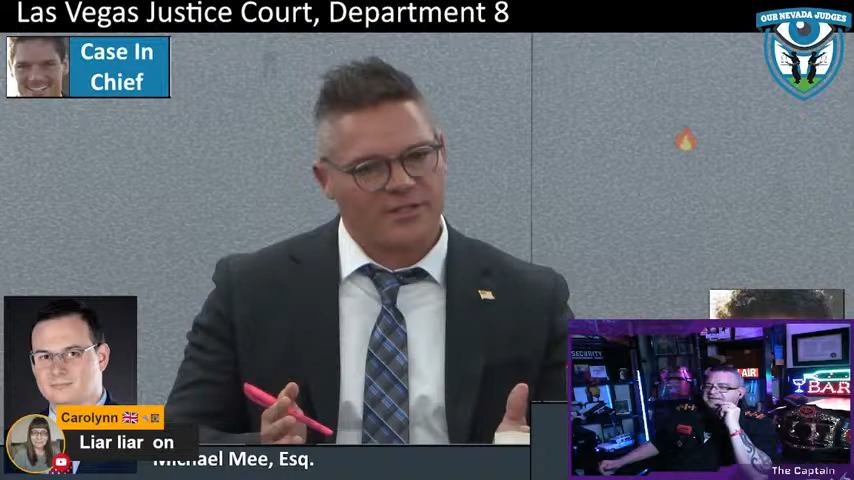 Las Vegas Justice Court, Department 8
OUR NEVADA JUDGES
Case In
Chief
SECURITY
AIR
BAR
Carolynn
Liar liar on
Michael Mee, Esq.
The Captain